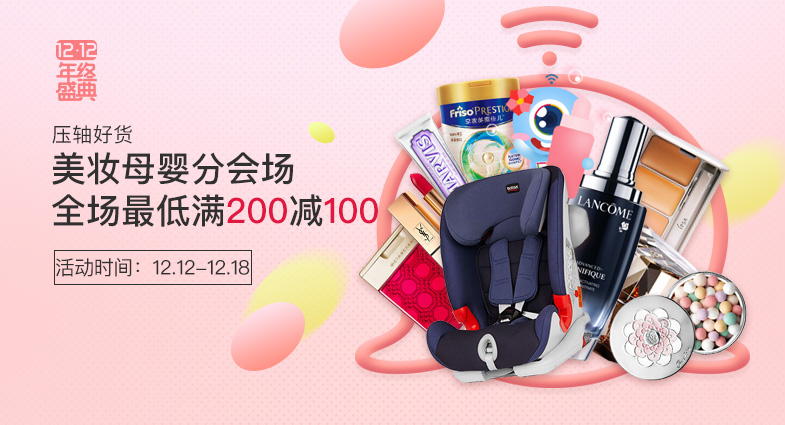 12·12
年终
盛典
压轴好货
美妆母婴分会场
全场最低满200减100
活动时间：12.12-12.18
Friso PRESTIGE
MARVIS
LANCÔME
ADVANCED
GÉNIFIQUE